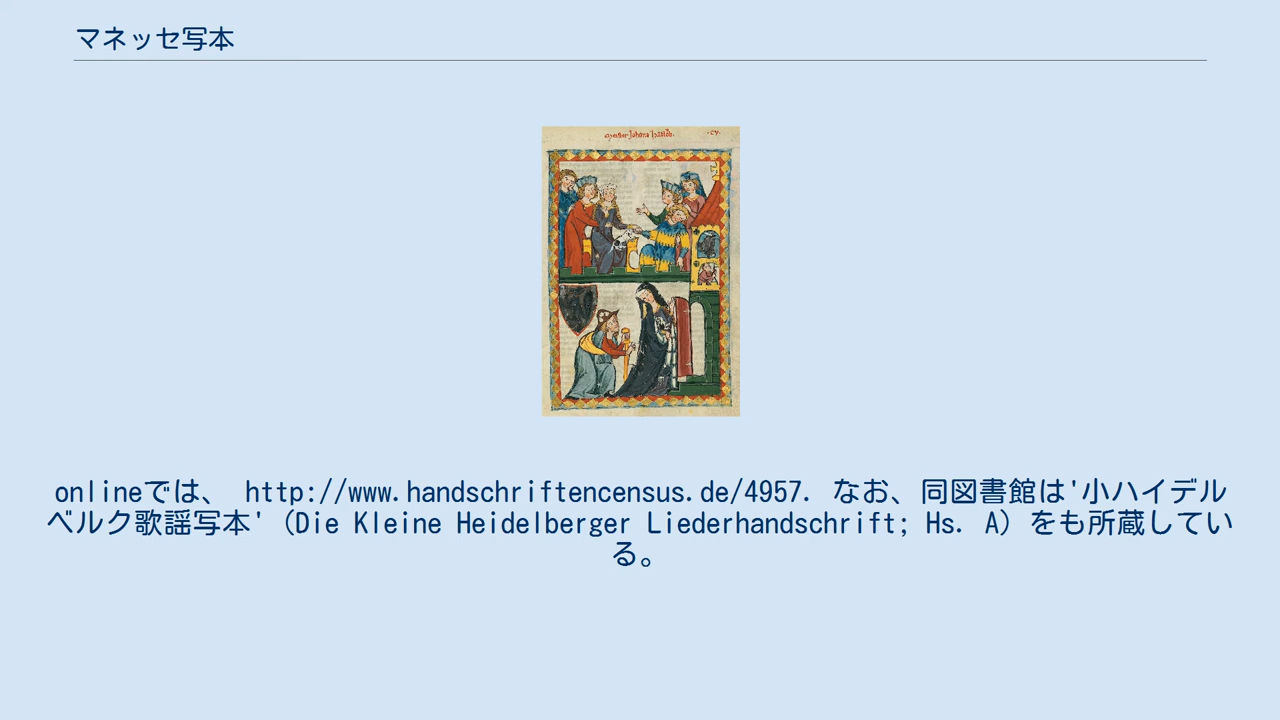 マネッセ写本
onlineでは、 http://www.handschriftencensus.de/4957. なお、同図書館は'小ハイデル
ベルク歌謡写本' (Die Kleine Heidelberger Liederhandschrift; Hs. A) をも所蔵してい
る。